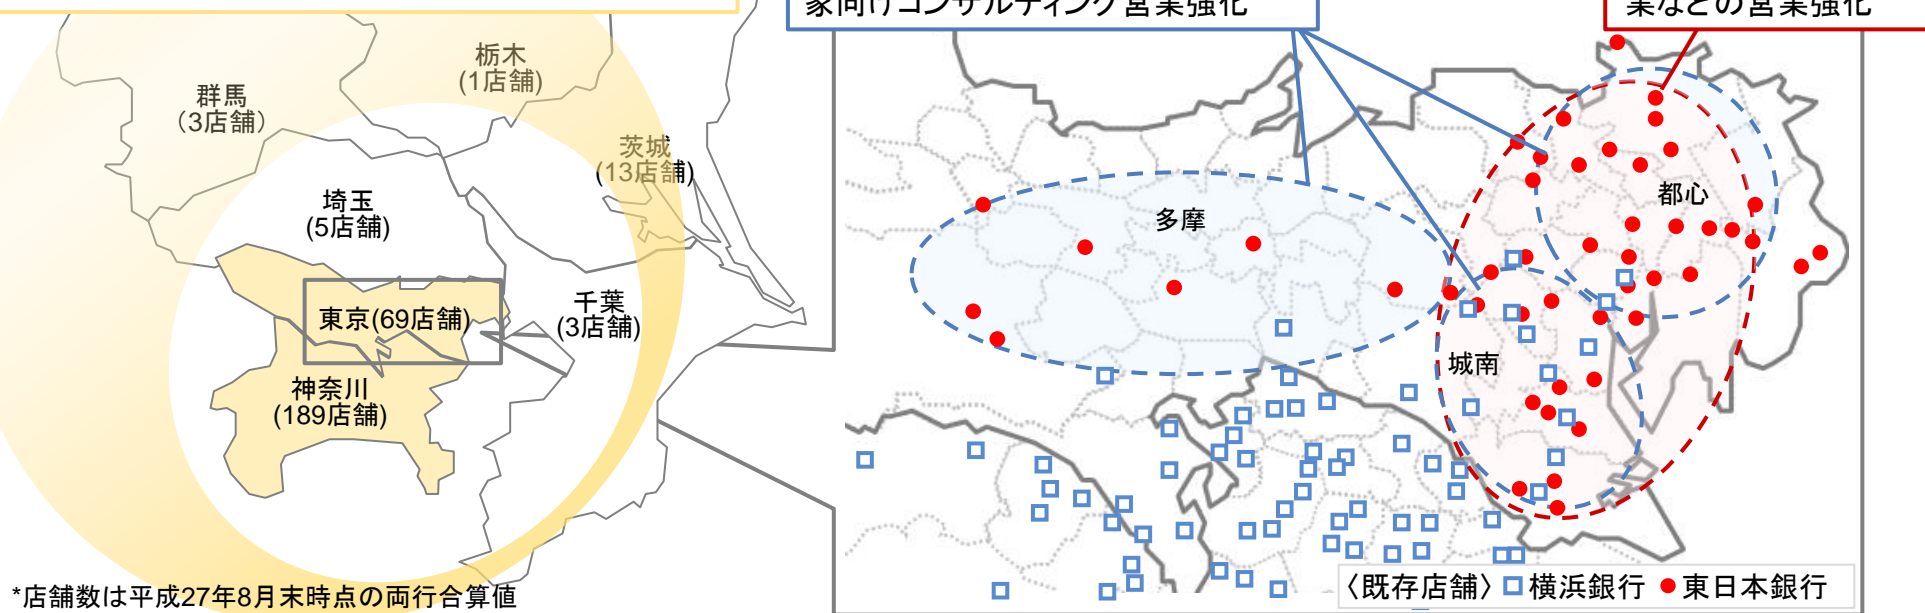 家向けコンサルティング営業強化
業などの営業強化
栃木
(1店舗)
群馬
(3店舗)
茨城
(13店舗)
埼玉
(5店舗)
千葉
(3店舗)
東京(69店舗)
神奈川
(189店舗)
多摩
都心
城南
〈既存店舗〉 横浜銀行 東日本銀行
*店舗数は平成27年8月末時点の両行合算値